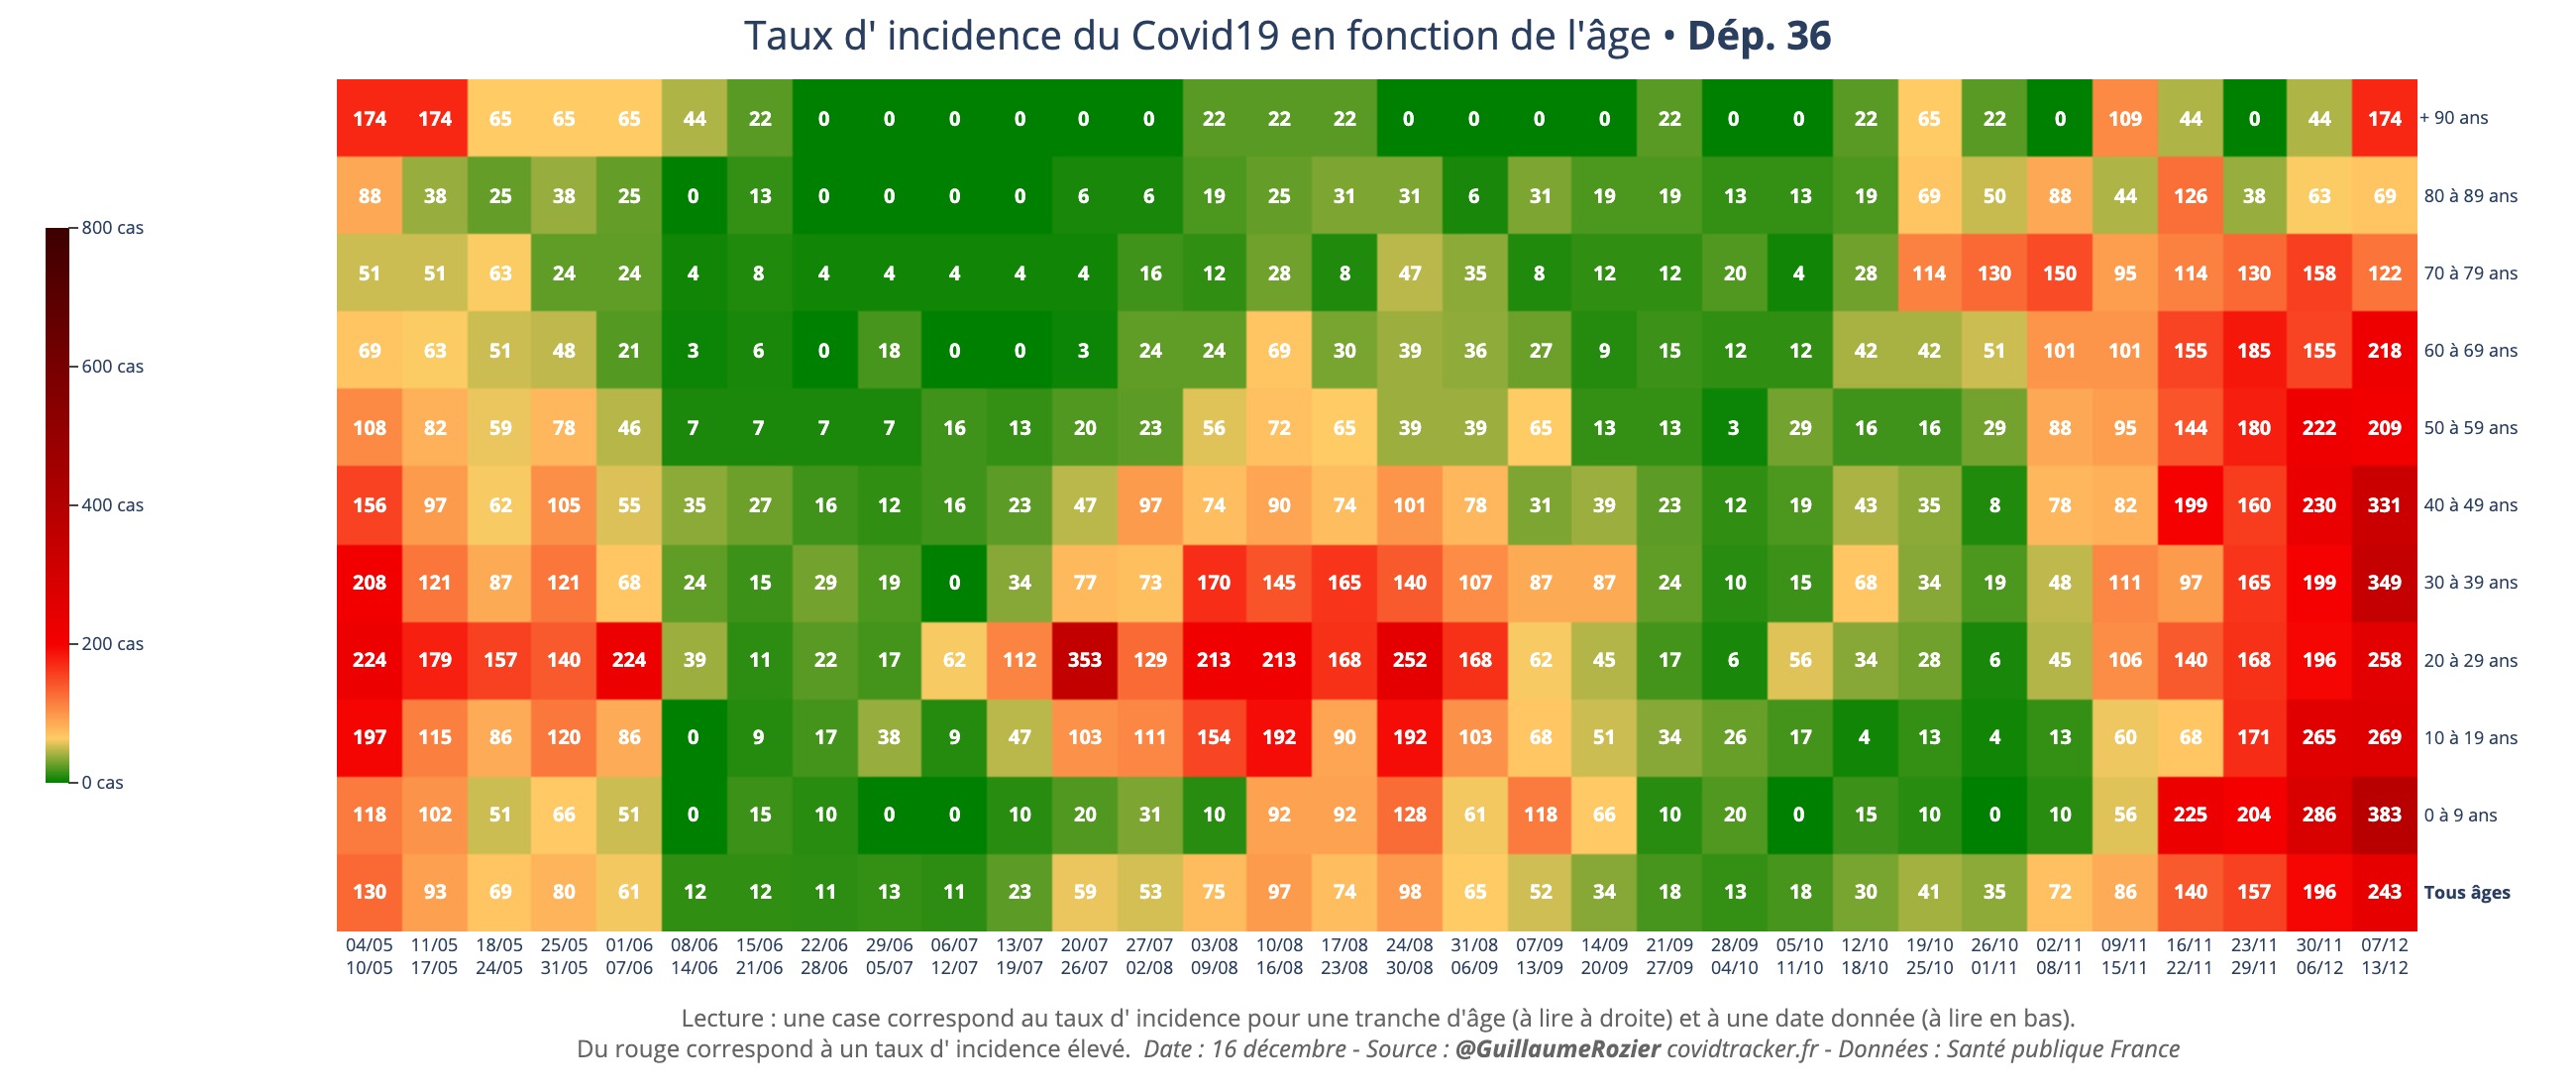 Taux d' incidence du Covid19 en fonction de l'âge • Dép. 36
800 cas
600 cas
400 cas
200 cas
0 cas
174 174 65 65 65 44 22 0 0 0 0 0 0 22 22 22 0 0 0 0 22 0 0 22 65 22 0 109 44 0 44 174 + 90 ans
88 38 25 38 25 0 13 0 0 0 0 6 6 19 25 31 31 6 31 19 19 13 13 19 69 50 88 44 126 38 63 69 80 à 89 ans
51 51 63 24 24 4 8 4 4 4 4 4 16 12 28 8 47 35 8 12 12 20 4 28 114 130 150 95 114 130 158 122 70 à 79 ans
69 63 51 48 21 3 6 0 18 0 0 3 24 24 69 30 39 36 27 9 15 12 12 42 42 51 101 101 155 185 155 218 60 à 69 ans
108 82 59 78 46 7 7 7 7 16 13 20 23 56 72 65 39 39 65 13 13 3 29 16 16 29 88 95 144 180 222 209 50 à 59 ans
156 97 62 105 55 35 27 16 12 16 23 47 97 74 90 74 101 78 31 39 23 12 19 43 35 8 78 82 199 160 230 331 40 à 49 ans
208 121 87 121 68 24 15 29 19 0 34 77 73 170 145 165 140 107 87 87 24 10 15 68 34 19 48 111 97 165 199 349 30 à 39 ans
224 179 157 140 224 39 11 22 17 62 112 353 129 213 213 168 252 168 62 45 17 6 56 34 28 6 45 106 140 168 196 258 20 à 29 ans
197 115 86 120 86 0 9 17 38 9 47 103 111 154 192 90 192 103 68 51 34 26 17 4 13 4 13 60 68 171 265 269 10 à 19 ans
118 102 51 66 51 0 15 10 0 0 10 20 31 10 92 92 128 61 118 66 10 20 0 15 10 0 10 56 225 204 286 383 0 à 9 ans
130 93 69 80 61 12 12 11 13 11 23 59 53 75 97 74 98 65 52 34 18 13 18 30 41 35 72 86 140 157 196 243 Tous âges
04/05 11/05 18/05 25/05 01/06 08/06 15/06 22/06 29/06 06/07 13/07 20/07 27/07 03/08 10/08 17/08 24/08 31/08 07/09 14/09 21/09 28/09 05/10 12/10 19/10 26/10 02/11 09/11 16/11 23/11 30/11 07/12
10/05 17/05 24/05 31/05 07/06 14/06 21/06 28/06 05/07 12/07 19/07 26/07 02/08 09/08 16/08 23/08 30/08 06/09 13/09 20/09 27/09 04/10 11/10 18/10 25/10 01/11 08/11 15/11 22/11 29/11 06/12 13/12
Lecture : une case correspond au taux d' incidence pour une tranche d'âge (à lire à droite) et à une date donnée (à lire en bas).
Du rouge correspond à un taux d' incidence élevé. Date : 16 décembre - Source : @GuillaumeRozier covidtracker.fr - Données : Santé publique France